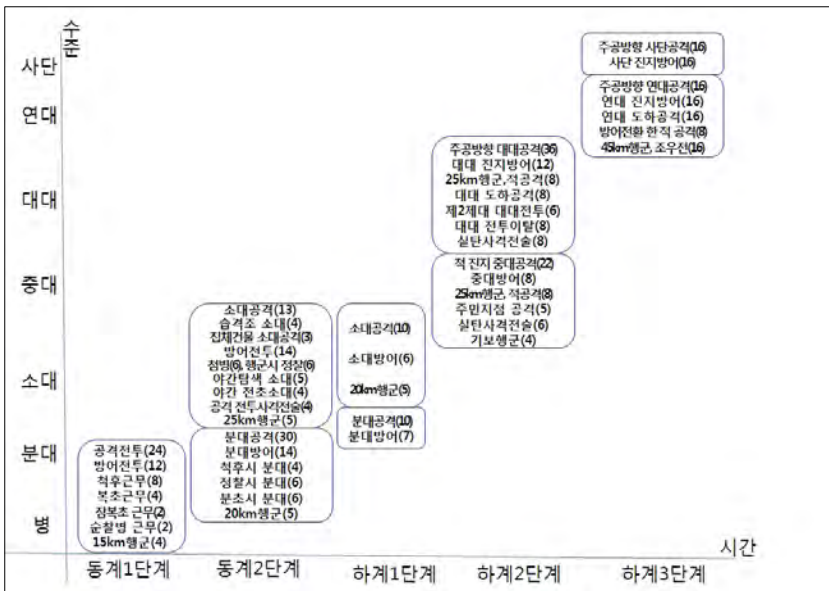 수준
사단
연대
대대
중대
소대
분대
병
주공방향 사단공격(16)
사단 진지방어(16)
주공방향 연대공격(16)
연대 진지방어(16)
연대 도하공격(16)
방어전환 한 적 공격(8)
45km행군, 조우전(16)
주공방향 대대공격(36)
대대 진지방어(12)
25km행군,적공격(8)
대대 도하공격(8)
제2제대 대대전투(6)
대대 전투이탈(8)
실탄사격전술(8)
적 진지 중대공격(22)
중대방어(8)
25km행군, 적공격(8)
주민지점 공격(5)
실탄사격전술(6)
기보행군(4)
소대공격(10)
소대방어(6)
20km행군(5)
분대공격(10)
분대방어(7)
소대공격(13)
습격조 소대(4)
집체건물 소대공격(3)
방어전투(14)
첨병(6), 행군시 정찰(6)
야간탐색 소대(5)
야간 전초소대(4)
공격 전투사격전술(4)
25km행군(5)
분대공격(30)
분대방어(14)
척후시 분대(4)
정찰시 분대(6)
분초시 분대(6)
20km행군(5)
공격전투(24)
방어전투(12)
척후근무(8)
복초근무(4)
잠복초 근무(2)
순찰병 근무(2)
15km행군(4)
시간
동계1단계
동계2단계
하계1단계
하계2단계
하계3단계